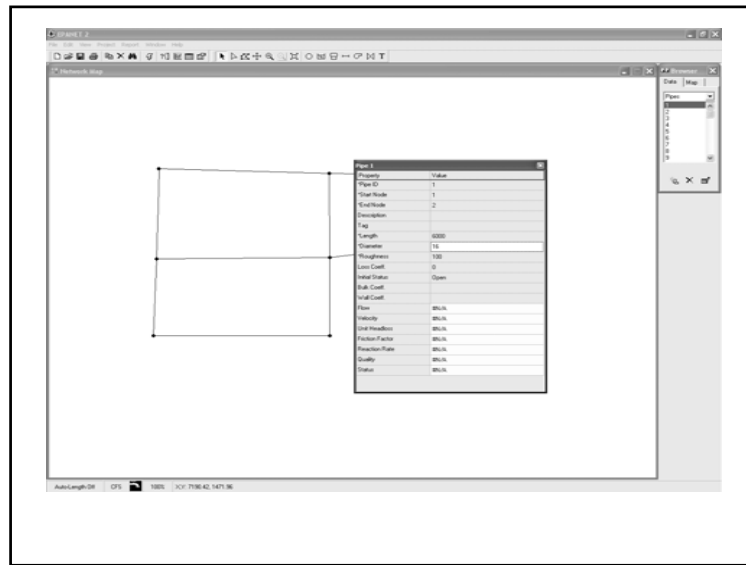 EPANET 2
File Edit View Project Report Window Help
Network Map
Browser
Data Map
Pipes
1
2
3
4
5
6
7
8
9
Pipe 1
Property Value
*Pipe ID 1
*Start Node 1
*End Node 2
Description
Tag
*Length 6000
*Diameter 16
*Roughness 100
Loss Coeff. 0
Initial Status Open
Bulk Coeff.
Wall Coeff.
Flow #N/A
Velocity #N/A
Unit Headloss #N/A
Friction Factor #N/A
Reaction Rate #N/A
Quality #N/A
Status #N/A
Auto-Length Off CFS 100% X,Y: 7190.42, 1471.96